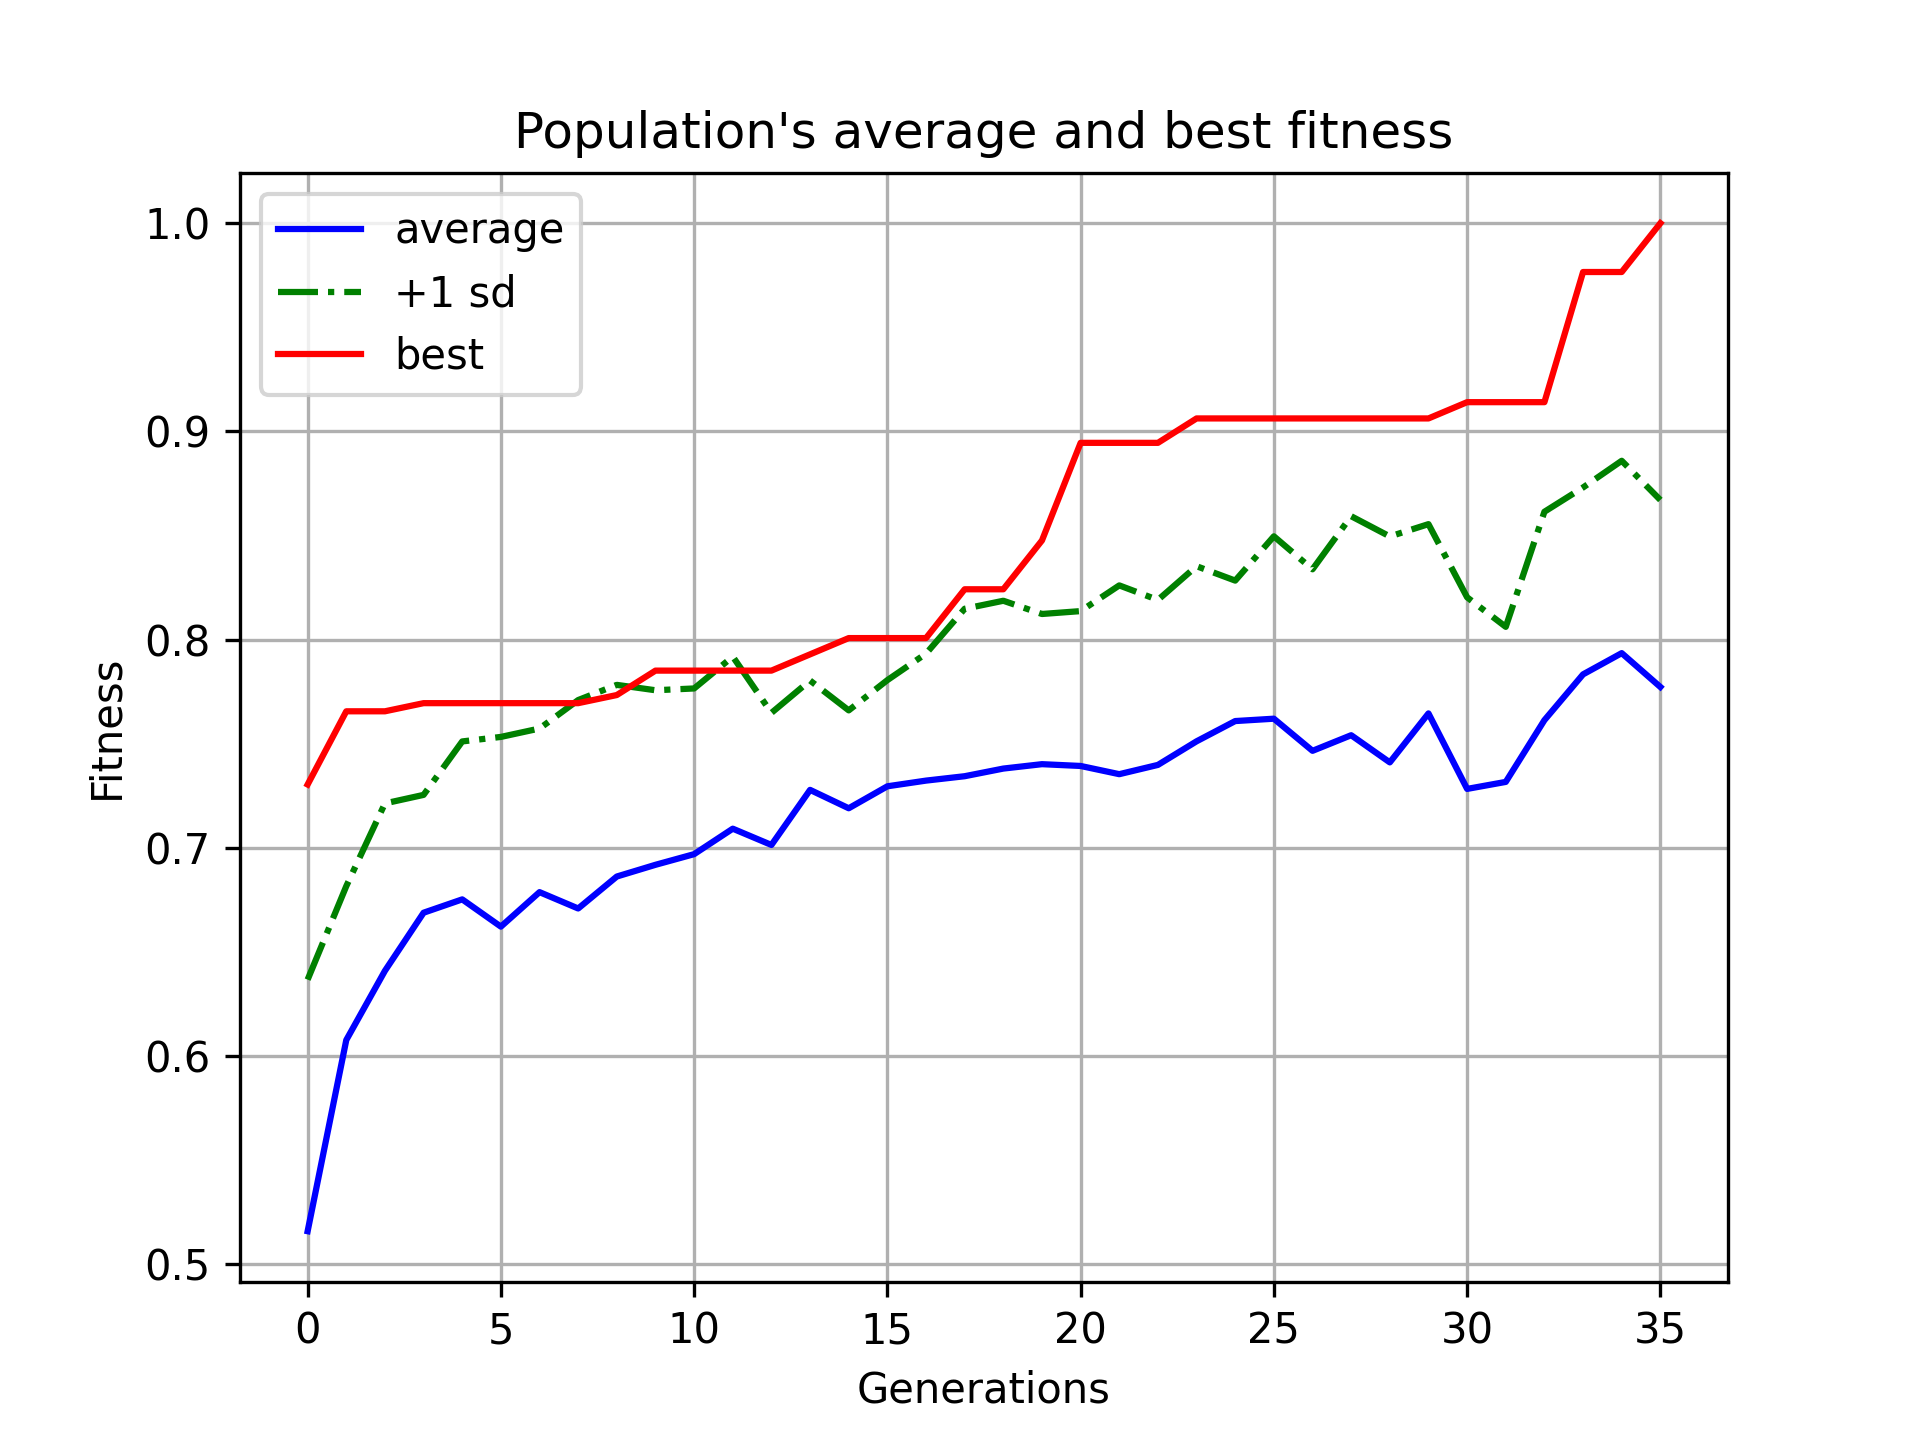 Population's average and best fitness
average
+1 sd
best
Fitness
1.0
0.9
0.8
0.7
0.6
0.5
0 5 10 15 20 25 30 35
Generations